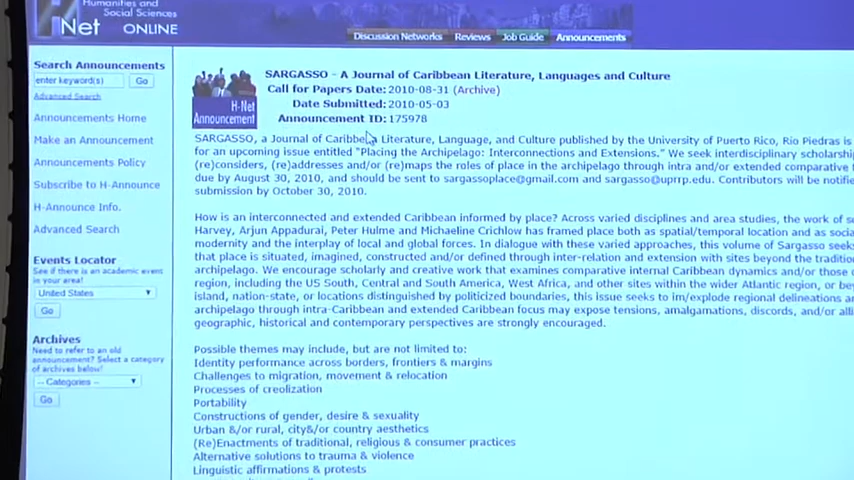 Humanities and
Social Sciences
H-Net ONLINE
Discussion Networks Reviews Job Guide Announcements
Search Announcements
enter keyword(s) Go
Advanced Search
Announcements Home
Make an Announcement
Announcements Policy
Subscribe to H-Announce
H-Announce Info.
Advanced Search
Events Locator
See if there is an academic event
in your area!
United States
Go
Archives
Need to refer to an old
announcement? Select a category
of archives below!
-- Categories --
Go
H-Net
Announcement
SARGASSO - A Journal of Caribbean Literature, Languages and Culture
Call for Papers Date: 2010-08-31 (Archive)
Date Submitted: 2010-05-03
Announcement ID: 175978
SARGASSO, a Journal of Caribbean Literature, Language, and Culture published by the University of Puerto Rico, Rio Piedras is
for an upcoming issue entitled "Placing the Archipelago: Interconnections and Extensions." We seek interdisciplinary scholarship
(re)considers, (re)addresses and/or (re)maps the roles of place in the archipelago through intra and/or extended comparative
due by August 30, 2010, and should be sent to sargassoplace@gmail.com and sargasso@uprrp.edu. Contributors will be notifie
submission by October 30, 2010.
How is an interconnected and extended Caribbean informed by place? Across varied disciplines and area studies, the work of
Harvey, Arjun Appadurai, Peter Hulme and Michaeline Crichlow has framed place both as spatial/temporal location and as socia
modernity and the interplay of local and global forces. In dialogue with these varied approaches, this volume of Sargasso seeks
that place is situated, imagined, constructed and/or defined through inter-relation and extension with sites beyond the tradition
archipelago. We encourage scholarly and creative work that examines comparative internal Caribbean dynamics and/or those
region, including the US South, Central and South America, West Africa, and other sites within the wider Atlantic region, or bey
island, nation-state, or locations distinguished by politicized boundaries, this issue seeks to im/explode regional delineations
archipelago through intra-Caribbean and extended Caribbean focus may expose tensions, amalgamations, discords, and/or alli
geographic, historical and contemporary perspectives are strongly encouraged.
Possible themes may include, but are not limited to:
Identity performance across borders, frontiers & margins
Challenges to migration, movement & relocation
Processes of creolization
Portability
Constructions of gender, desire & sexuality
Urban &/or rural, city&/or country aesthetics
(Re)Enactments of traditional, religious & consumer practices
Alternative solutions to trauma & violence
Linguistic affirmations & protests